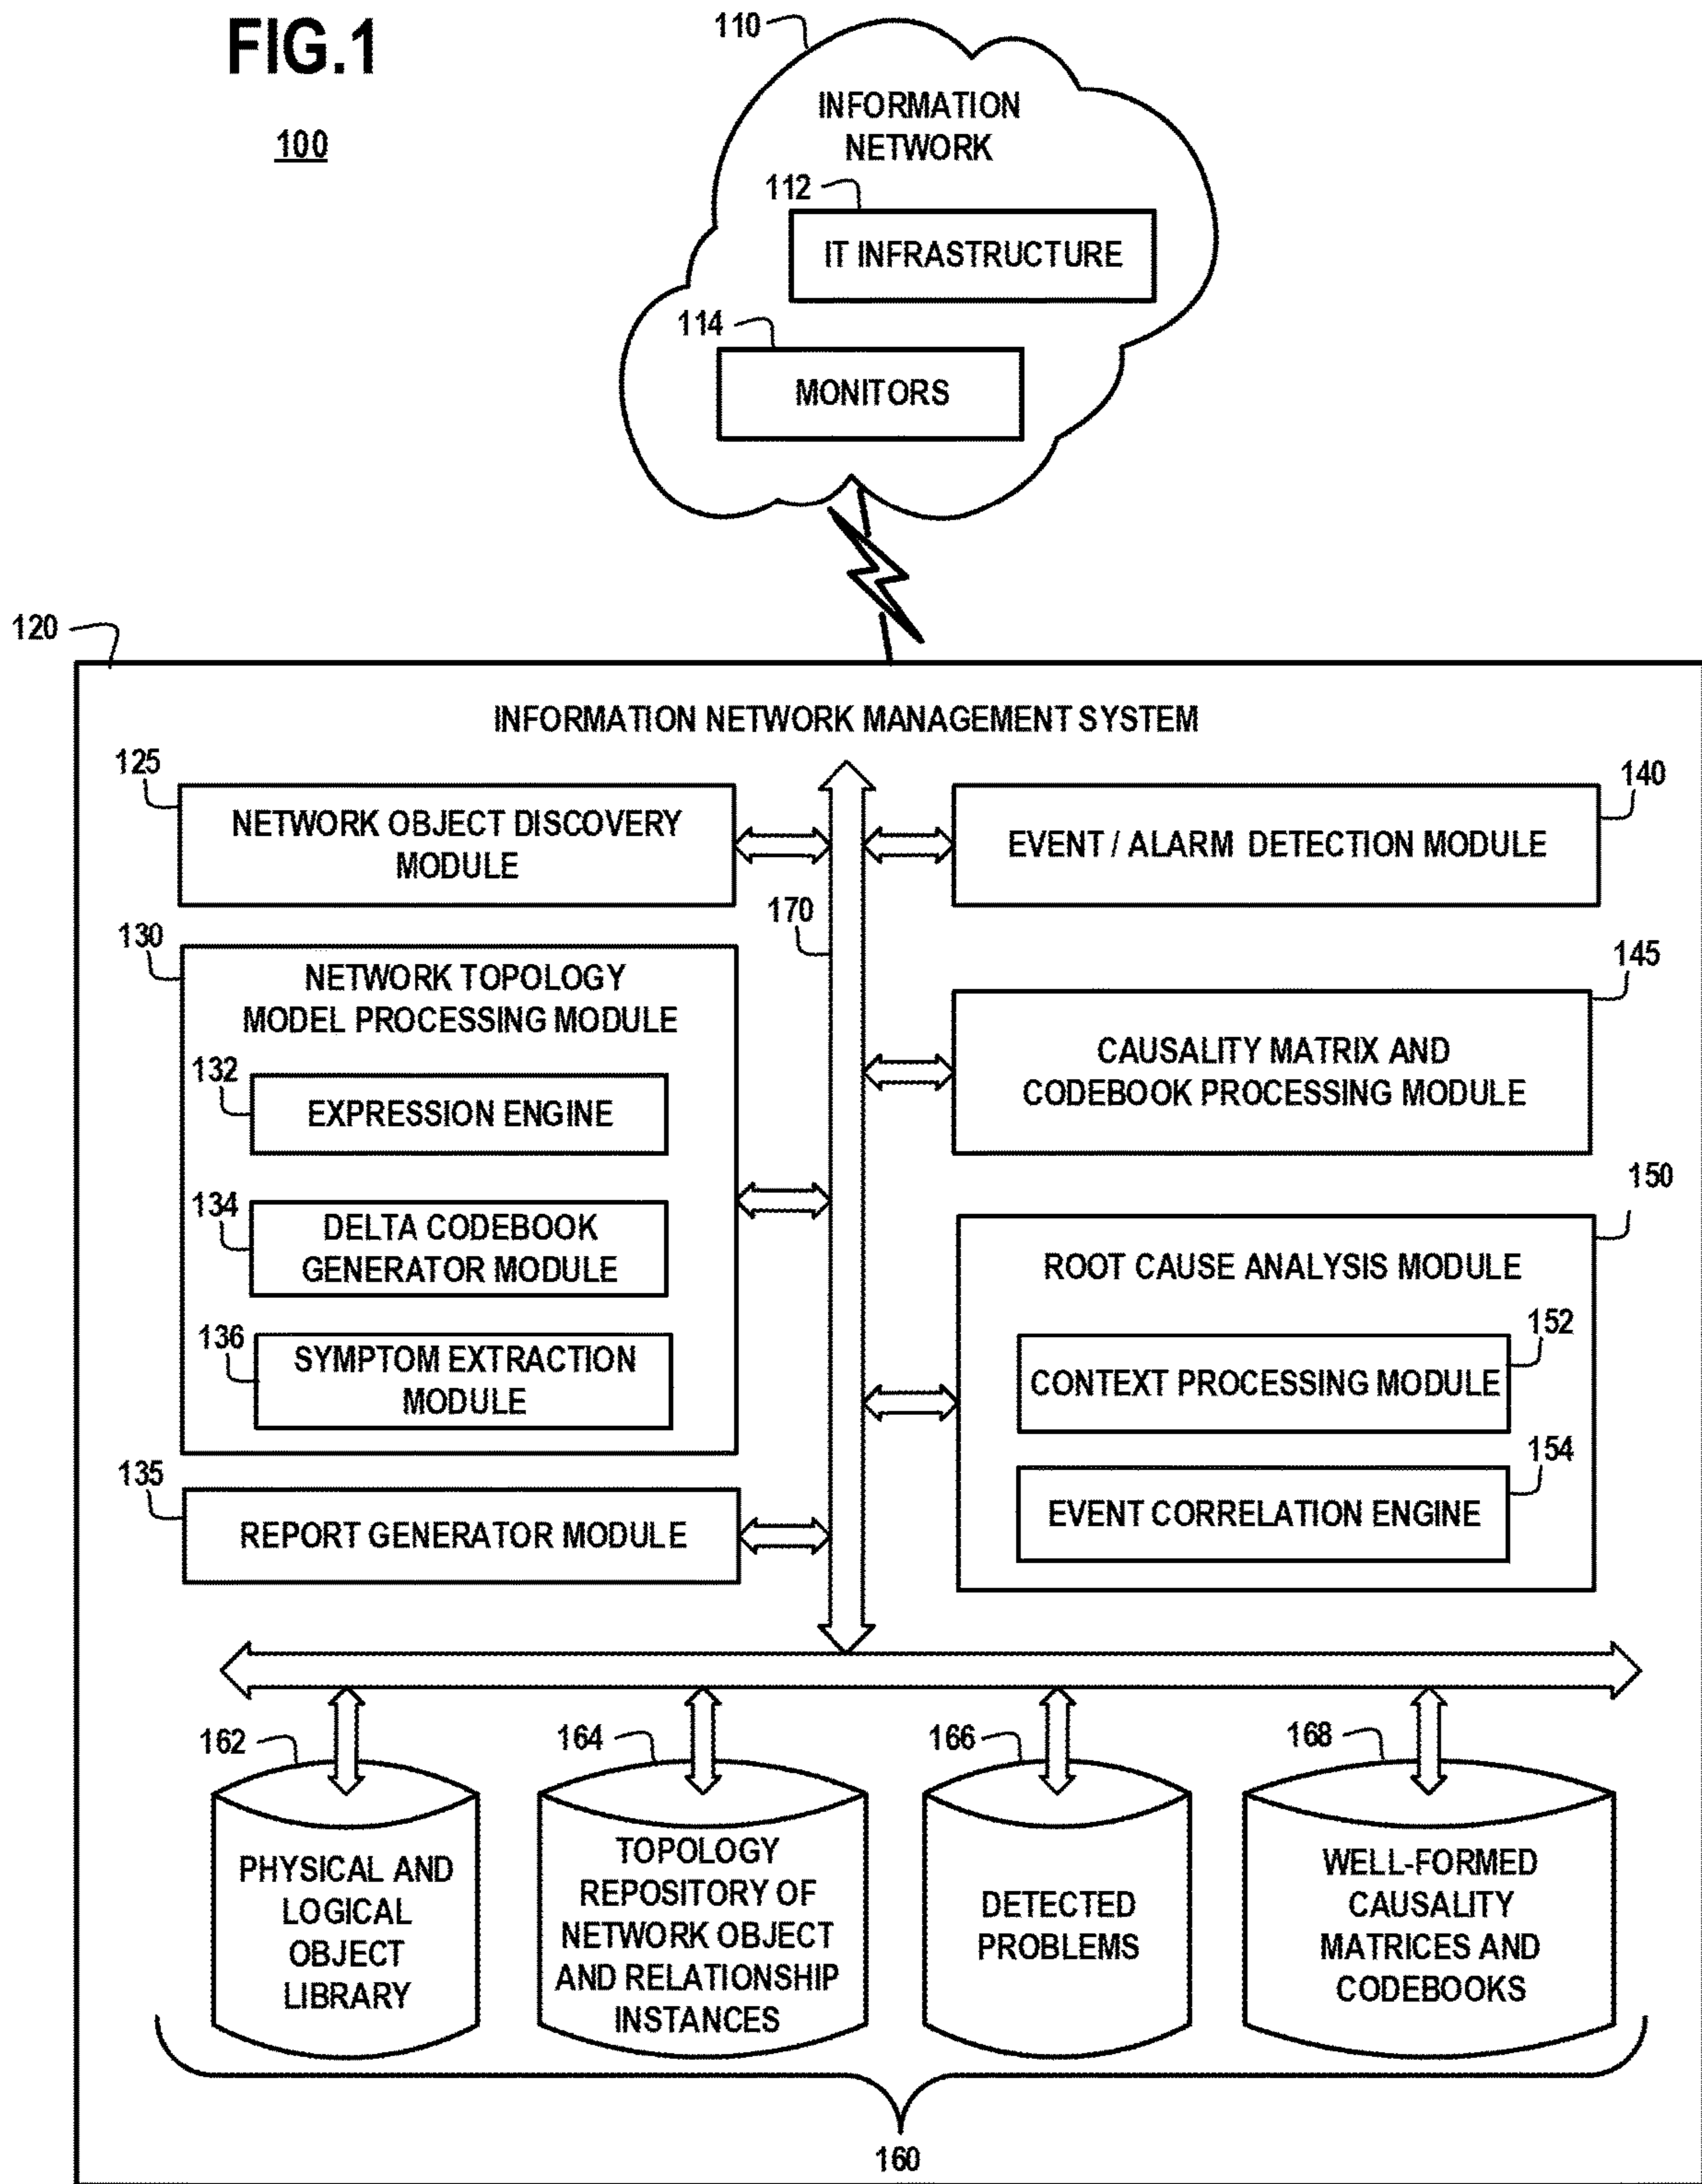 FIG.1
100
110
INFORMATION
NETWORK
112
IT INFRASTRUCTURE
114
MONITORS
120
INFORMATION NETWORK MANAGEMENT SYSTEM
125
NETWORK OBJECT DISCOVERY
MODULE
140
EVENT / ALARM DETECTION MODULE
170
130
NETWORK TOPOLOGY
MODEL PROCESSING MODULE
132
EXPRESSION ENGINE
134
DELTA CODEBOOK
GENERATOR MODULE
136
SYMPTOM EXTRACTION
MODULE
135
REPORT GENERATOR MODULE
145
CAUSALITY MATRIX AND
CODEBOOK PROCESSING MODULE
150
ROOT CAUSE ANALYSIS MODULE
152
CONTEXT PROCESSING MODULE
154
EVENT CORRELATION ENGINE
162
PHYSICAL AND
LOGICAL
OBJECT
LIBRARY
164
TOPOLOGY
REPOSITORY OF
NETWORK OBJECT
AND RELATIONSHIP
INSTANCES
166
DETECTED
PROBLEMS
168
WELL-FORMED
CAUSALITY
MATRICES AND
CODEBOOKS
160